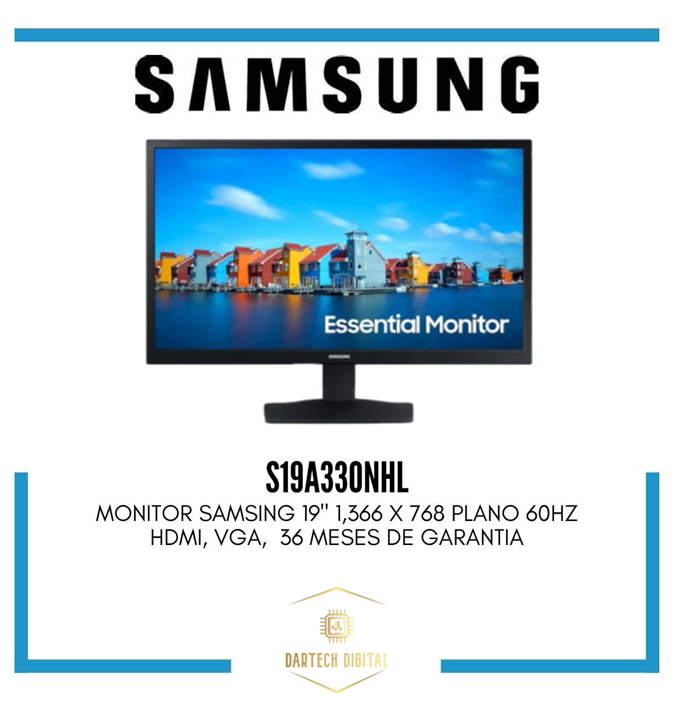 SAMSUNG
Essential Monitor
SAMSUNG
S19A330NHL
MONITOR SAMSING 19" 1,366 X 768 PLANO 60HZ
HDMI, VGA, 36 MESES DE GARANTIA
DARTECH DIGITAL